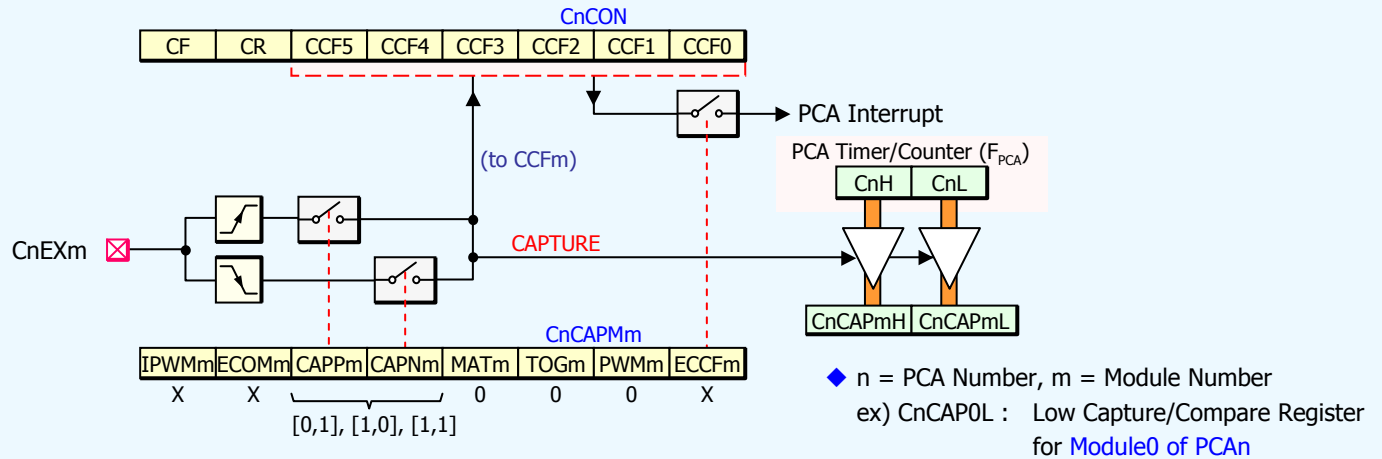 CnCON
CF CR CCF5 CCF4 CCF3 CCF2 CCF1 CCF0
PCA Interrupt
(to CCFm)
PCA Timer/Counter (FPCA)
CnH CnL
CnEXm
CAPTURE
CnCAPmH CnCAPmL
CnCAPMm
IPWMm ECOMm CAPPm CAPNm MATm TOGm PWMm ECCFm
X X 0 0 0 X
[0,1], [1,0], [1,1]
◆ n = PCA Number, m = Module Number
ex) CnCAP0L : Low Capture/Compare Register
for Module0 of PCAn